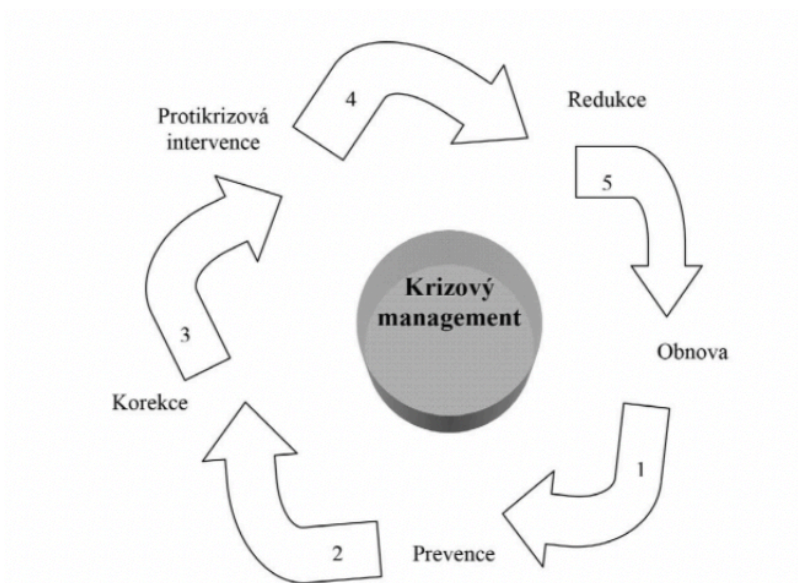 4
Redukce
Protikrizová
intervence
5
Krizový
management
3
Obnova
Korekce
1
2
Prevence